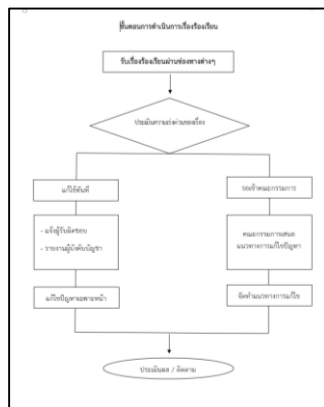 ขั้นตอนการดำเนินการเรื่องร้องเรียน
รับเรื่องร้องเรียนผ่านช่องทางต่างๆ
ประเมินความเร่งด่วนของเรื่อง
แก้ไขทันที
รอเข้าคณะกรรมการ
- แจ้งผู้รับผิดชอบ
- รายงานผู้บังคับบัญชา
คณะกรรมการเสนอ
แนวทางการแก้ไขปัญหา
แก้ไขปัญหาเฉพาะหน้า
จัดทำแนวทางการแก้ไข
ประเมินผล / ติดตาม